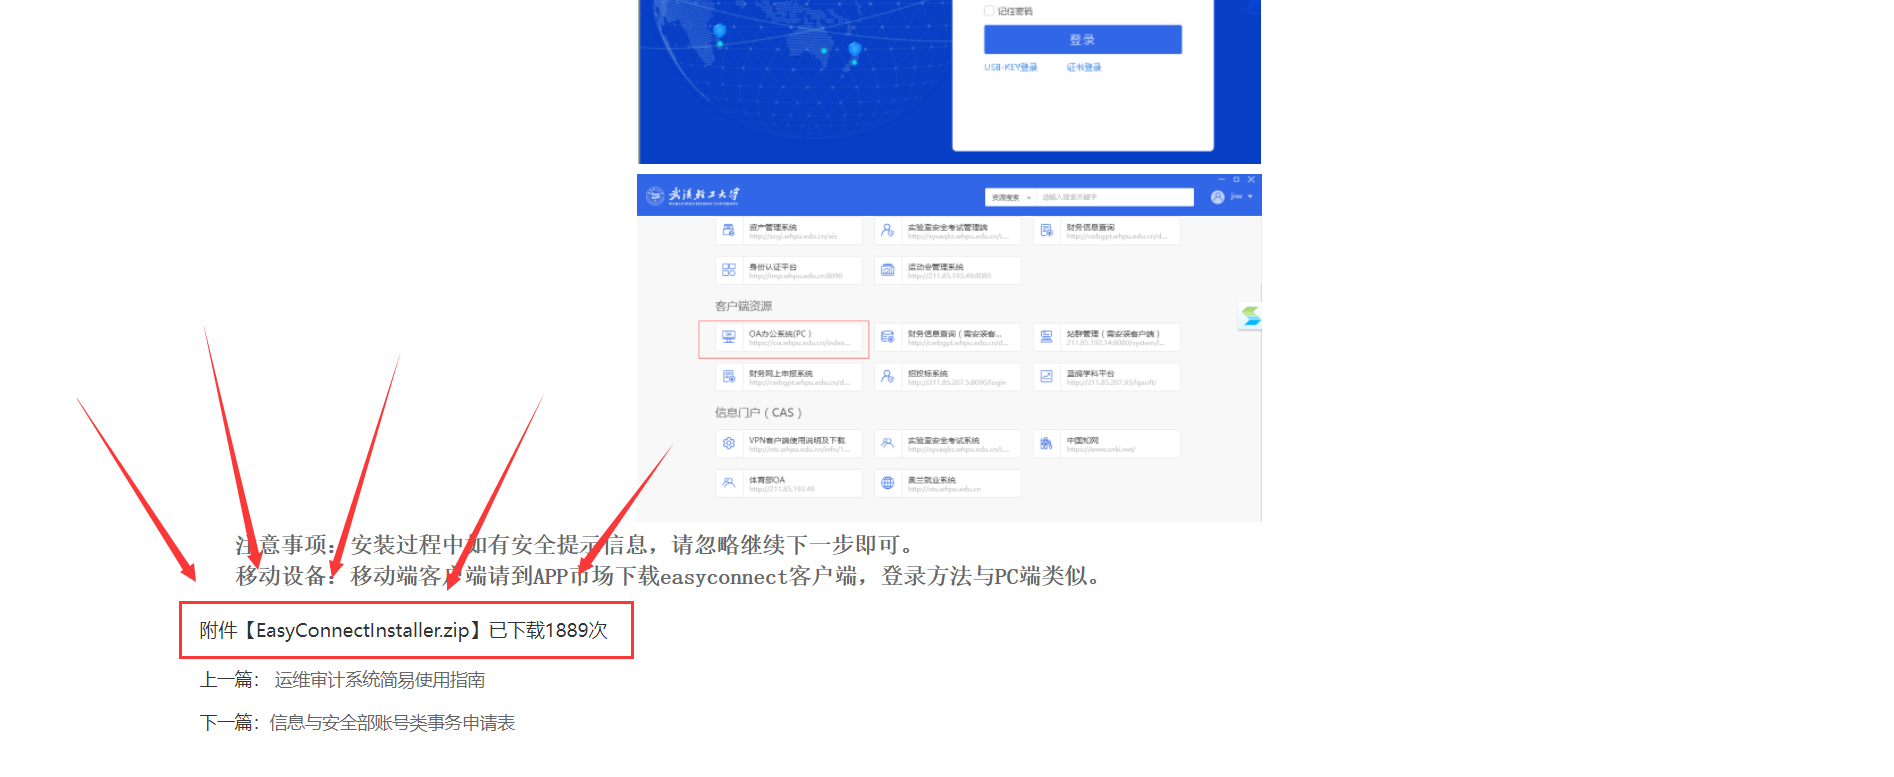 记住密码
登录
USB-KEY登录 证书登录
武汉轻工大学
WUHAN POLYTECHNIC UNIVERSITY
资源搜索 请输入搜索关键字 jnw
资产管理系统 实验室安全考试管理端 财务信息查询
http://zcgl.whpu.edu.cn/xix http://sysaqks.whpu.edu.cn/L... http://cwbgpt.whpu.edu.cn/d...
身份认证平台 运动会管理系统
http://imp.whpu.edu.cn:8090 http://211.85.193.49:8080
客户端资源
OA办公系统(PC) 财务信息查询（需安装客... 站群管理（需安装客户端）
https://oa.whpu.edu.cn/index... http://cwbgpt.whpu.edu.cn/d... 211.85.192.14:8080/system/l...
财务网上申报系统 招投标系统 蓝鸽学科平台
http://cwbgpt.whpu.edu.cn/d... http://211.85.207.5:8090/login http://211.85.207.93/lgsoft/
信息门户（CAS）
VPN客户端使用说明及下载 实验室安全考试系统 中国知网
http://ntc.whpu.edu.cn/info/1... http://sysaqks.whpu.edu.cn/L... https://www.cnki.net/
体育部OA 奥兰就业系统
http://211.85.193.49 http://stu.whpu.edu.cn
注意事项：安装过程中如有安全提示信息，请忽略继续下一步即可。
移动设备：移动端客户端请到APP市场下载easyconnect客户端，登录方法与PC端类似。
附件【EasyConnectInstaller.zip】已下载1889次
上一篇： 运维审计系统简易使用指南
下一篇：信息与安全部账号类事务申请表